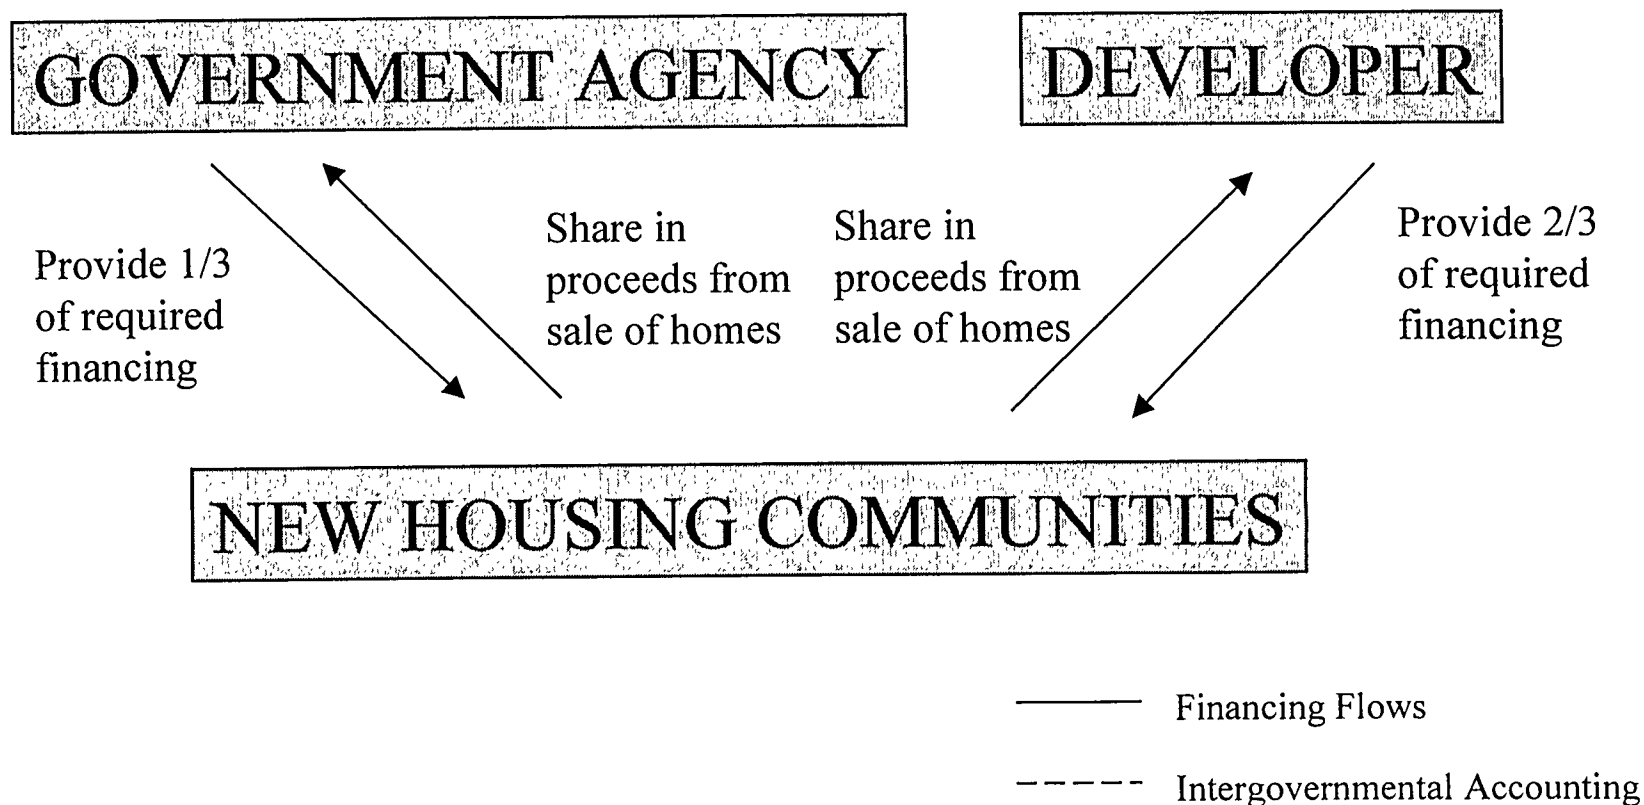 GOVERNMENT AGENCY
DEVELOPER
Provide 1/3
of required
financing
Share in
proceeds from
sale of homes
Share in
proceeds from
sale of homes
Provide 2/3
of required
financing
NEW HOUSING COMMUNITIES
Financing Flows
Intergovernmental Accounting